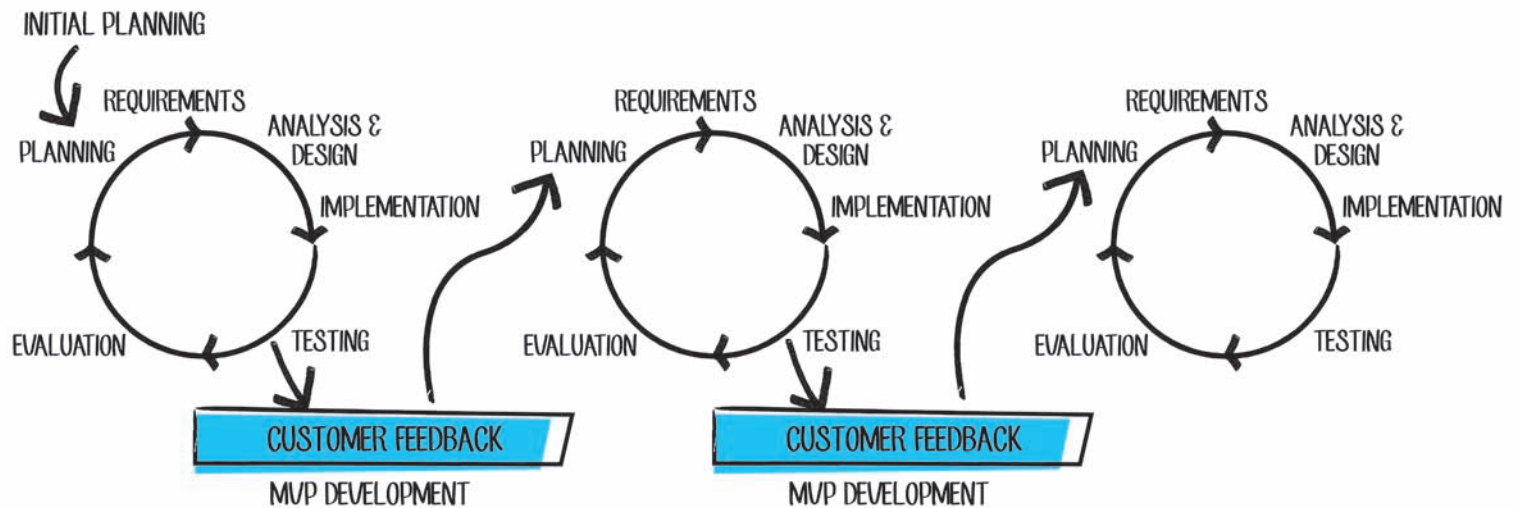 INITIAL PLANNING
REQUIREMENTS
ANALYSIS &
DESIGN
PLANNING
IMPLEMENTATION
EVALUATION
TESTING
CUSTOMER FEEDBACK
MVP DEVELOPMENT
REQUIREMENTS
ANALYSIS &
DESIGN
PLANNING
IMPLEMENTATION
EVALUATION
TESTING
CUSTOMER FEEDBACK
MVP DEVELOPMENT
REQUIREMENTS
ANALYSIS &
DESIGN
PLANNING
IMPLEMENTATION
EVALUATION
TESTING